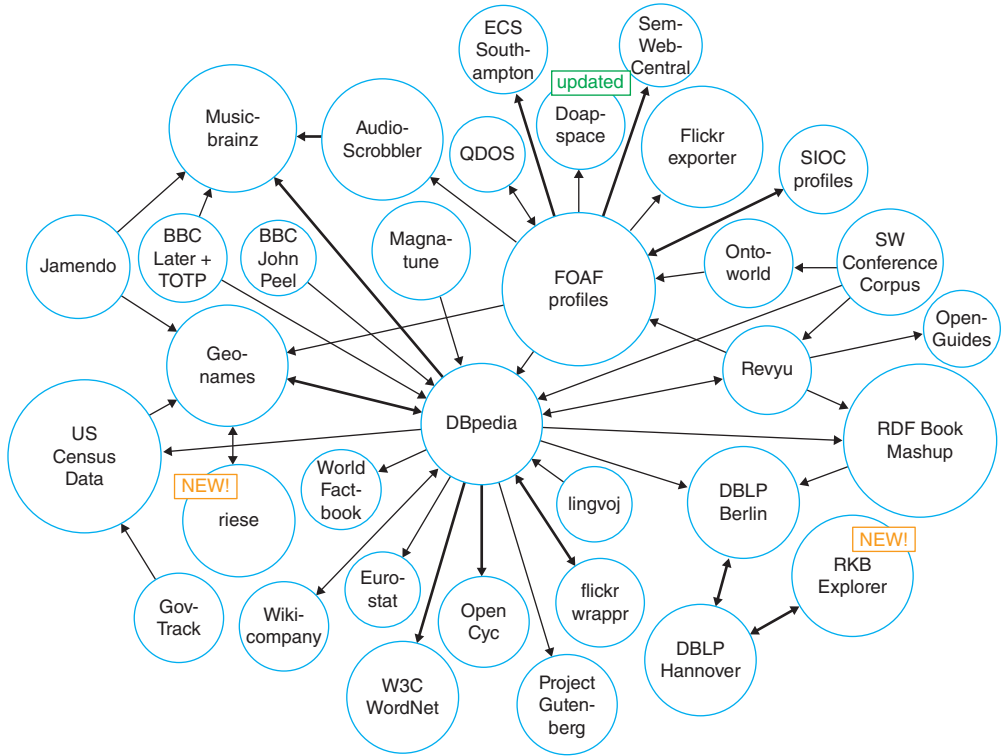 ECS
South-
ampton
Sem-
Web-
Central
updated
Doap-
space
Music-
brainz
Audio-
Scrobbler
QDOS
Flickr
exporter
SIOC
profiles
Jamendo
BBC
Later +
TOTP
BBC
John
Peel
Magna-
tune
FOAF
profiles
Onto-
world
SW
Conference
Corpus
Open-
Guides
Geo-
names
Revyu
DBpedia
US
Census
Data
RDF Book
Mashup
NEW!
riese
World
Fact-
book
lingvoj
DBLP
Berlin
NEW!
RKB
Explorer
Gov-
Track
Wiki-
company
Euro-
stat
Open
Cyc
flickr
wrappr
DBLP
Hannover
W3C
WordNet
Project
Guten-
berg